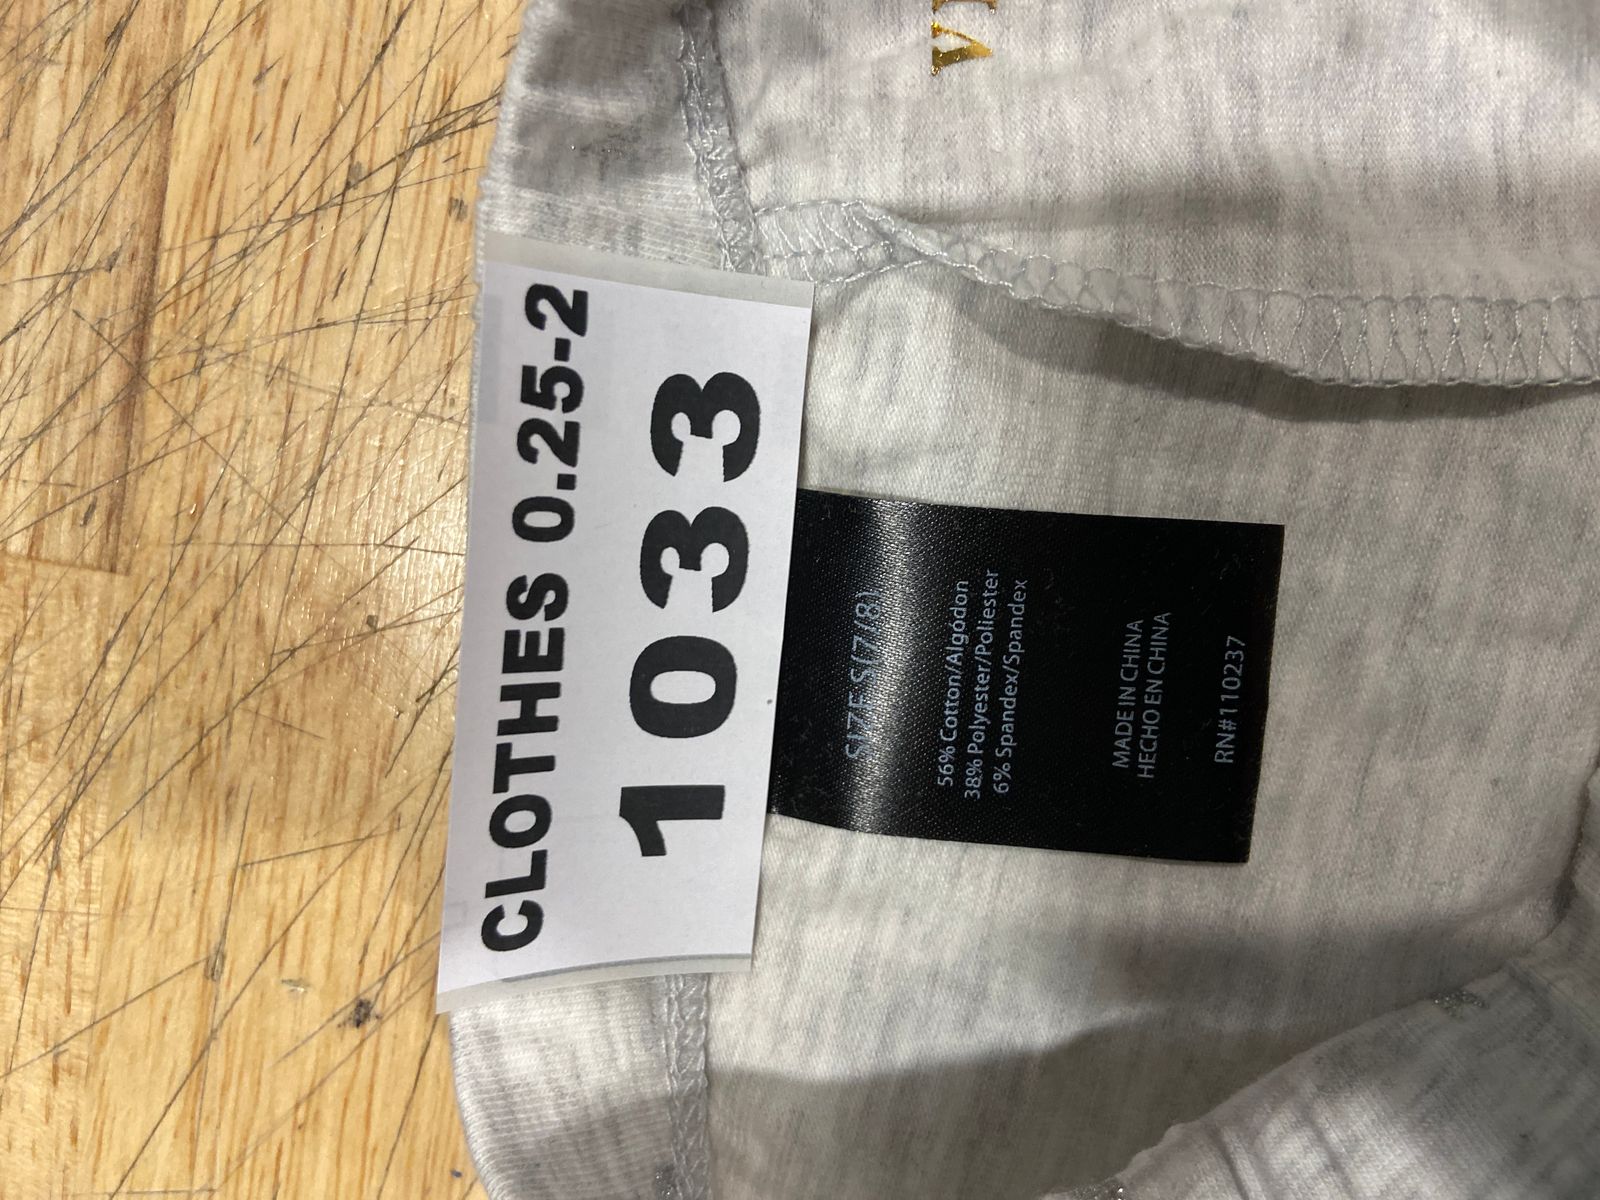 CLOTHES 0.25-2
1033
SIZE S(7/8)
56% Cotton/Algodon
38% Polyester/Poliester
6% Spandex/Spandex
MADE IN CHINA
HECHO EN CHINA
RN#110237